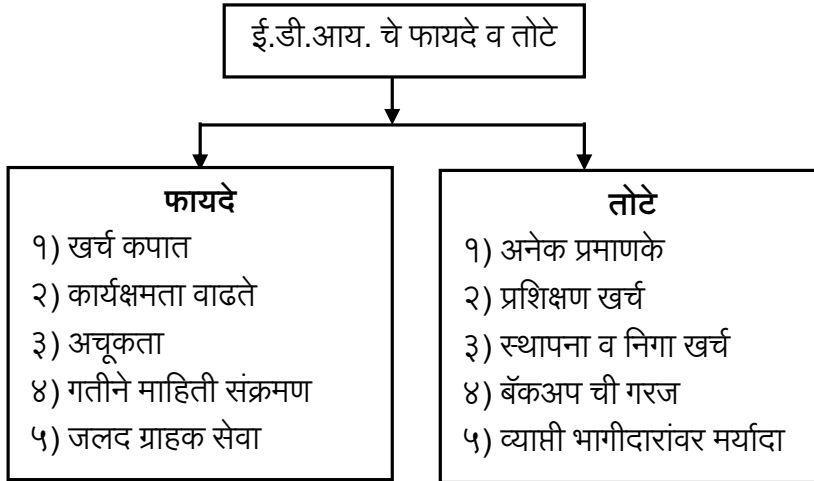 ई.डी.आय. चे फायदे व तोटे
फायदे
१) खर्च कपात
२) कार्यक्षमता वाढते
३) अचूकता
४) गतीने माहिती संक्रमण
५) जलद ग्राहक सेवा
तोटे
१) अनेक प्रमाणके
२) प्रशिक्षण खर्च
३) स्थापना व निगा खर्च
४) बॅकअप ची गरज
५) व्याप्ती भागीदारांवर मर्यादा